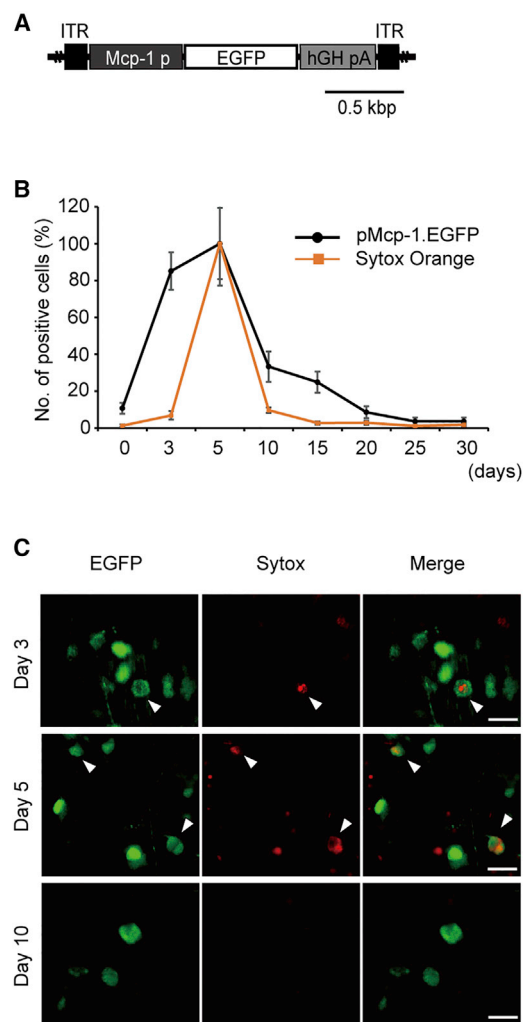 A
ITR
ITR
Mcp-1 p
EGFP
hGH pA
0.5 kbp
B
No. of positive cells (%)
120
100
80
60
40
20
0
pMcp-1.EGFP
Sytox Orange
0 3 5 10 15 20 25 30
(days)
C
EGFP Sytox Merge
Day 3
Day 5
Day 10